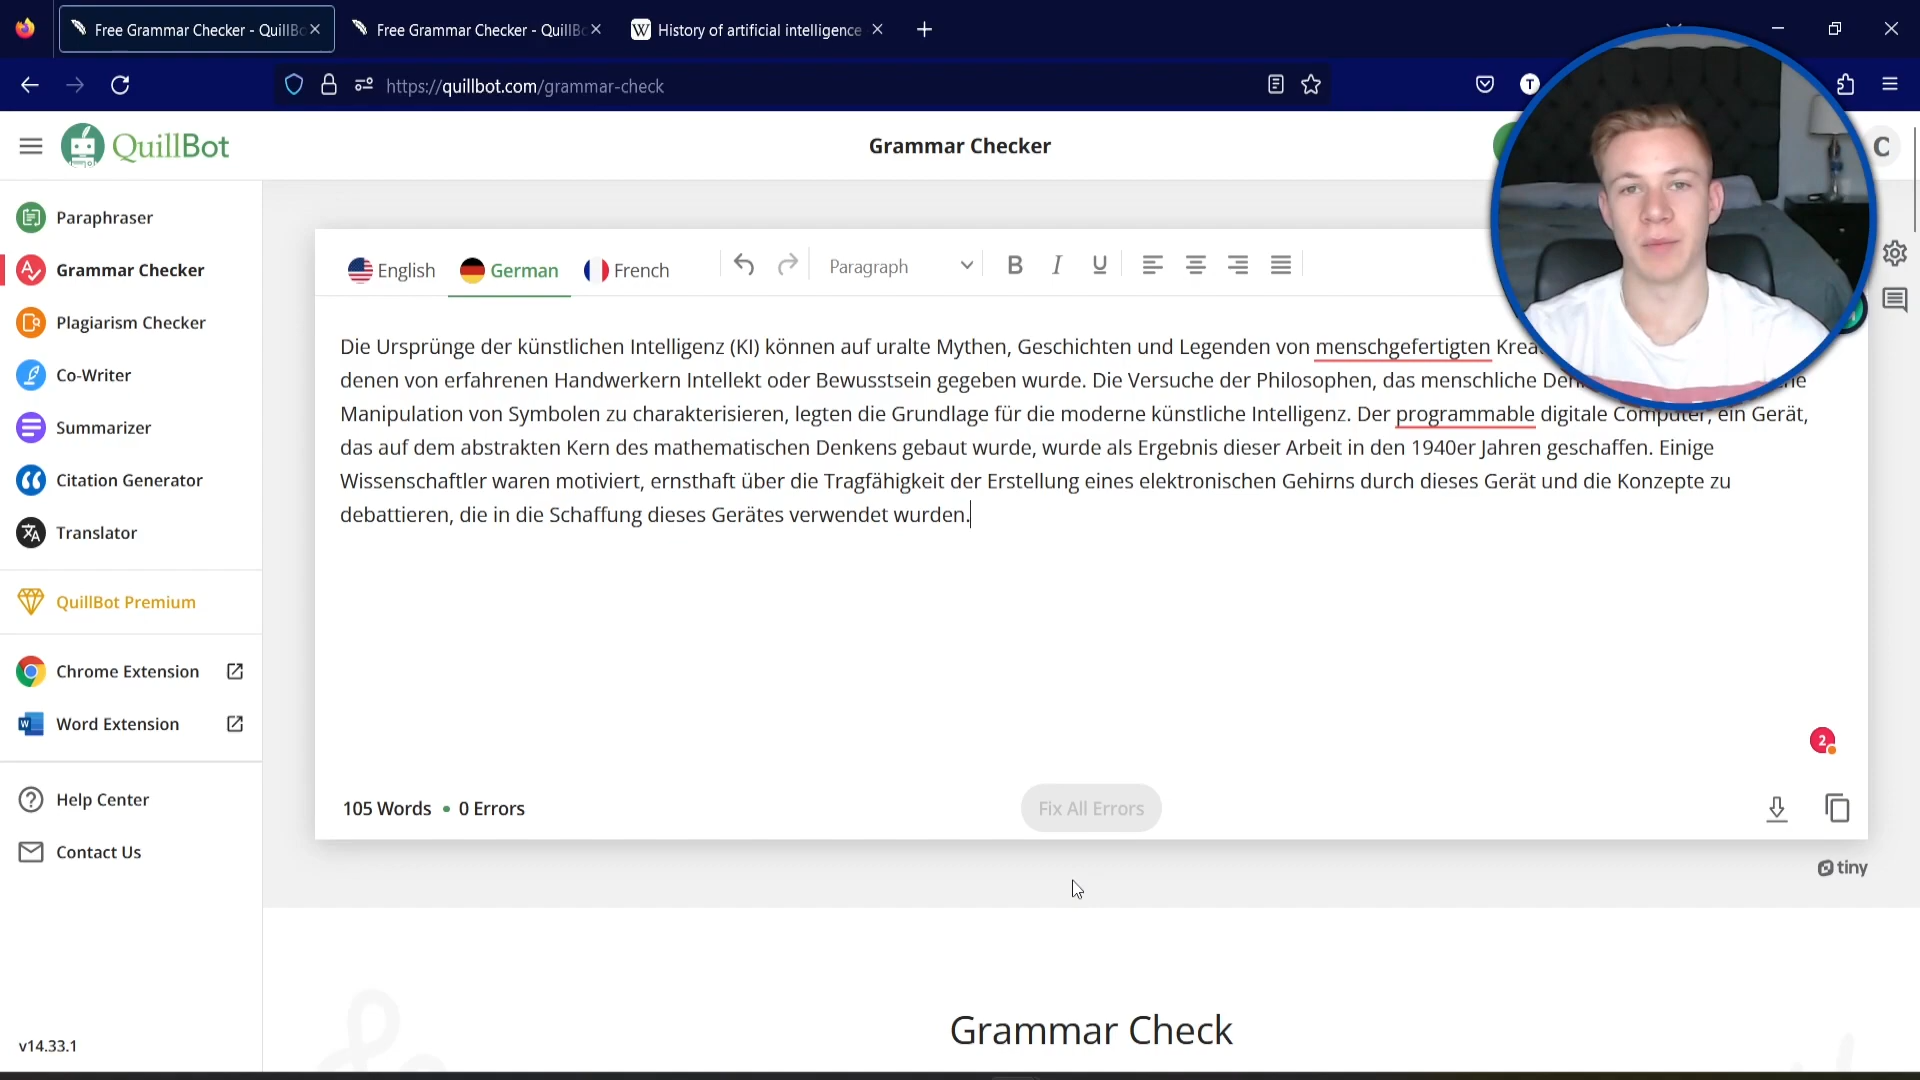 Free Grammar Checker - QuillBo
Free Grammar Checker - QuillBo
W History of artificial intelligence
https://quillbot.com/grammar-check
T
QuillBot
Grammar Checker
C
Paraphraser
Grammar Checker
Plagiarism Checker
Co-Writer
Summarizer
Citation Generator
Translator
QuillBot Premium
Chrome Extension
Word Extension
Help Center
Contact Us
v14.33.1
English German French Paragraph B I U
Die Ursprünge der künstlichen Intelligenz (KI) können auf uralte Mythen, Geschichten und Legenden von menschgefertigten Krea
denen von erfahrenen Handwerkern Intellekt oder Bewusstsein gegeben wurde. Die Versuche der Philosophen, das menschliche Den
Manipulation von Symbolen zu charakterisieren, legten die Grundlage für die moderne künstliche Intelligenz. Der programmable digitale Computer, ein Gerät,
das auf dem abstrakten Kern des mathematischen Denkens gebaut wurde, wurde als Ergebnis dieser Arbeit in den 1940er Jahren geschaffen. Einige
Wissenschaftler waren motiviert, ernsthaft über die Tragfähigkeit der Erstellung eines elektronischen Gehirns durch dieses Gerät und die Konzepte zu
debattieren, die in die Schaffung dieses Gerätes verwendet wurden.
2
105 Words • 0 Errors
Fix All Errors
tiny
Grammar Check